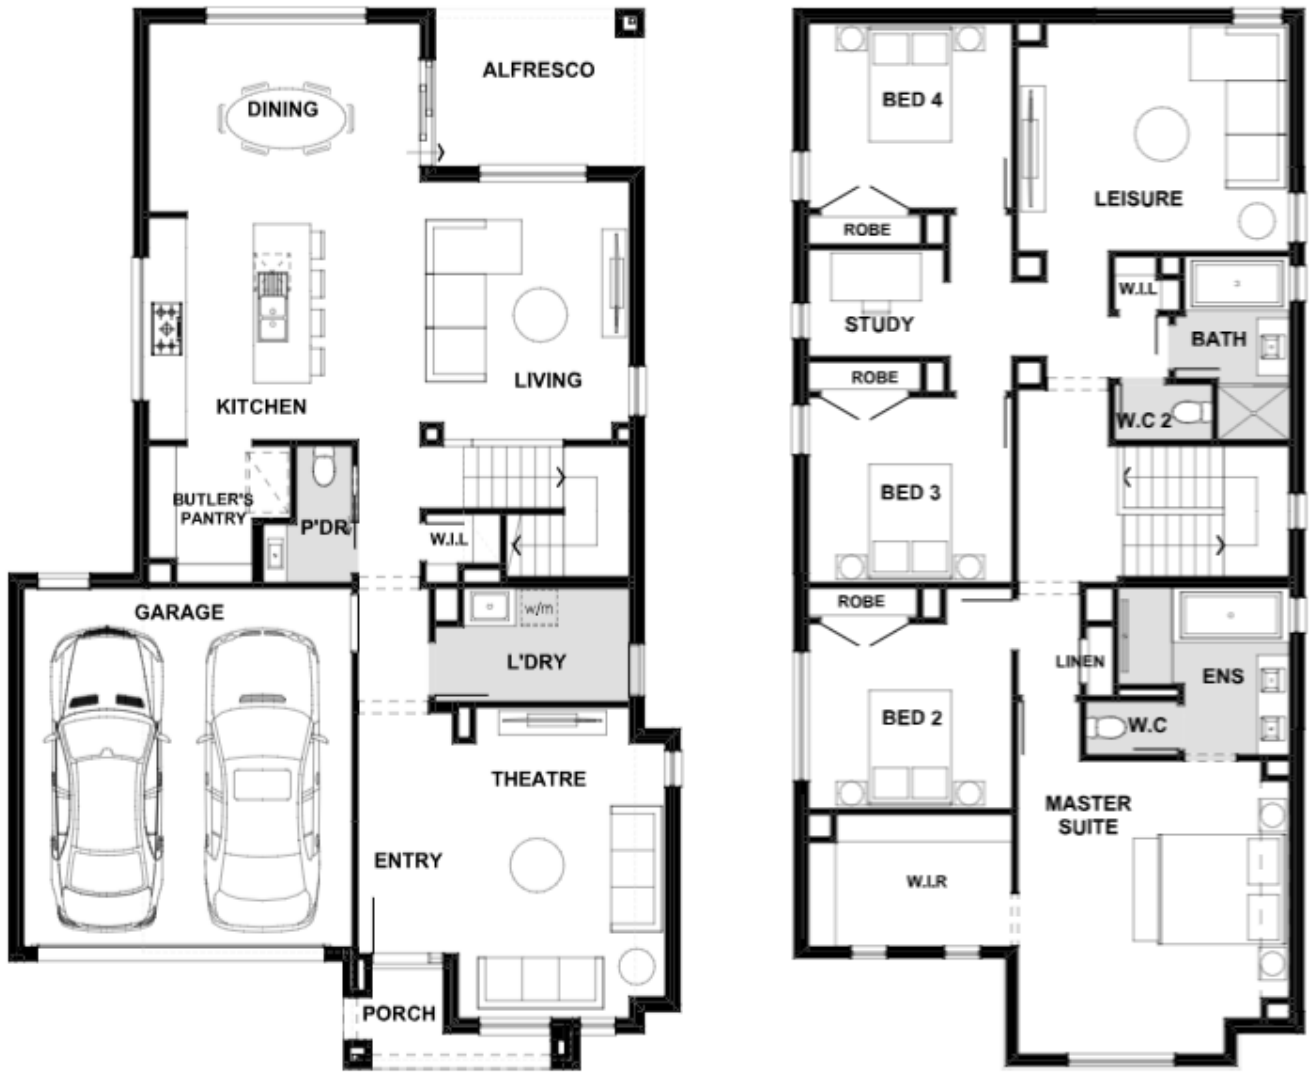 ALFRESCO
DINING
LIVING
KITCHEN
BUTLER'S
PANTRY
P'DR
W.I.L
GARAGE
w/m
L'DRY
THEATRE
ENTRY
PORCH
BED 4
LEISURE
ROBE
W.I.L
STUDY
BATH
ROBE
W.C 2
BED 3
ROBE
LINEN
ENS
BED 2
W.C
MASTER
SUITE
W.I.R